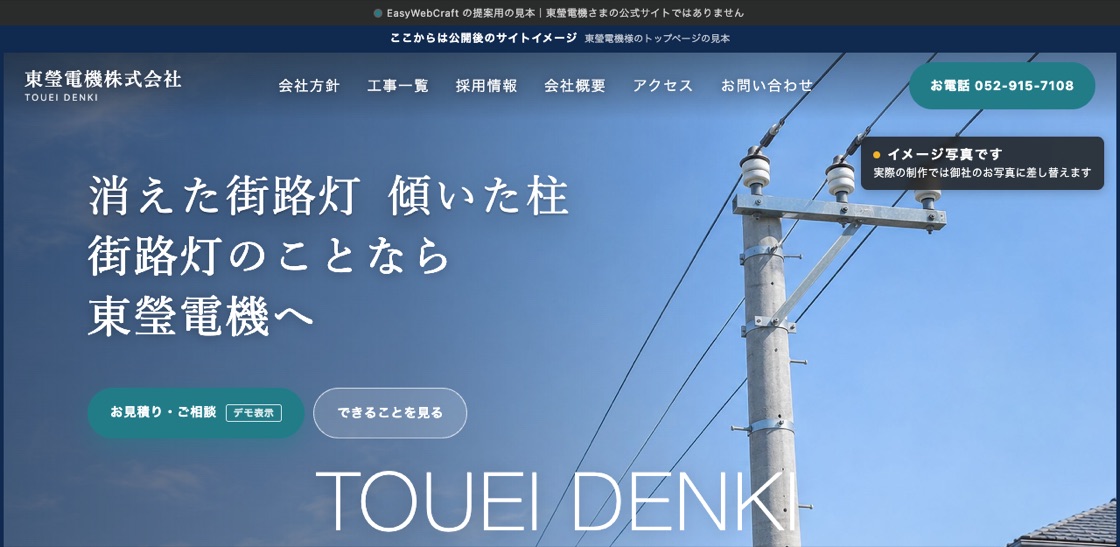 EasyWebCraft の提案用の見本｜東瑩電機さまの公式サイトではありません
ここからは公開後のサイトイメージ 東瑩電機様のトップページの見本
東瑩電機株式会社
TOUEI DENKI
会社方針 工事一覧 採用情報 会社概要 アクセス お問い合わせ
お電話 052-915-7108
イメージ写真です
実際の制作では御社のお写真に差し替えます
消えた街路灯 傾いた柱
街路灯のことなら
東瑩電機へ
お見積り・ご相談 デモ表示
できることを見る
TOUEI DENKI